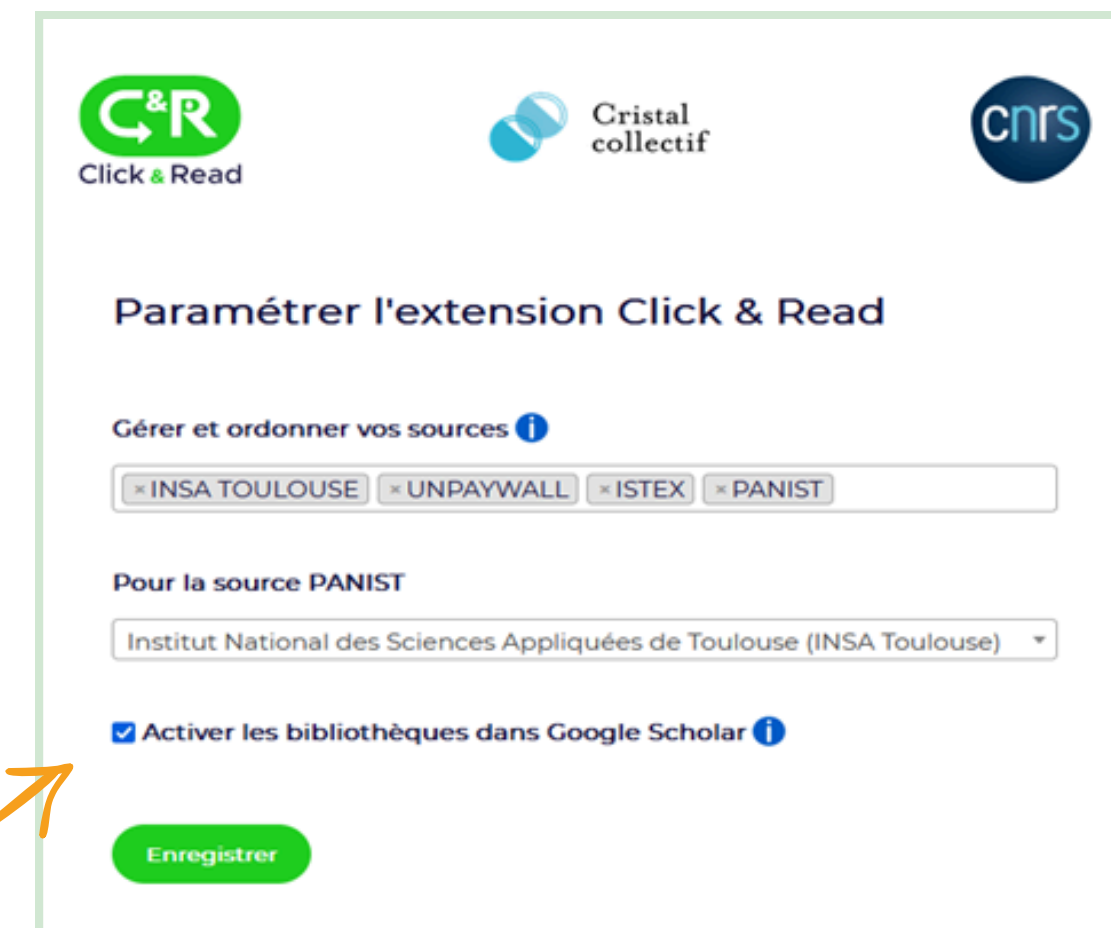 C&R
Click & Read
Cristal
collectif
cnrs
Paramétrer l'extension Click & Read
Gérer et ordonner vos sources i
×INSA TOULOUSE ×UNPAYWALL ×ISTEX ×PANIST
Pour la source PANIST
Institut National des Sciences Appliquées de Toulouse (INSA Toulouse)
Activer les bibliothèques dans Google Scholar i
Enregistrer